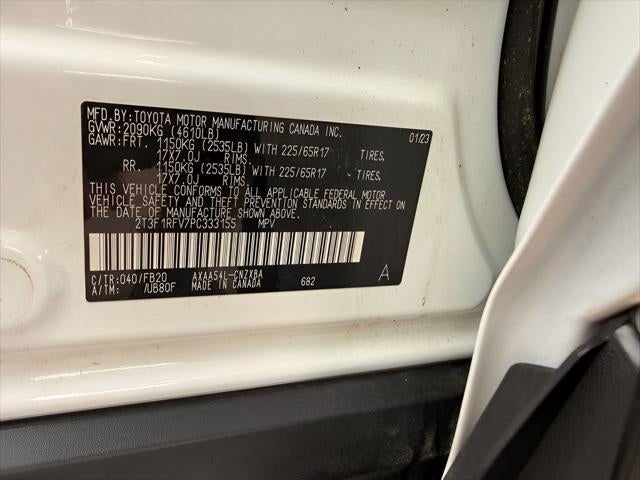 MFD.BY:TOYOTA MOTOR MANUFACTURING CANADA INC. 01/23
GVWR:2090KG (4610LB)
GAWR:FRT. 1150KG (2535LB) WITH 225/65R17 TIRES,
17X7.0J RIMS.
RR. 1150KG (2535LB) WITH 225/65R17 TIRES,
17X7.0J RIMS.
THIS VEHICLE CONFORMS TO ALL APPLICABLE FEDERAL MOTOR
VEHICLE SAFETY AND THEFT PREVENTION STANDARDS IN EFFECT ON
THE DATE OF MANUFACTURE SHOWN ABOVE.
2T3F1RFV7PC333155 MPV
C/TR:040/FB20 AXAA54L-CNZXBA A
A/TM: /UB80F MADE IN CANADA 682